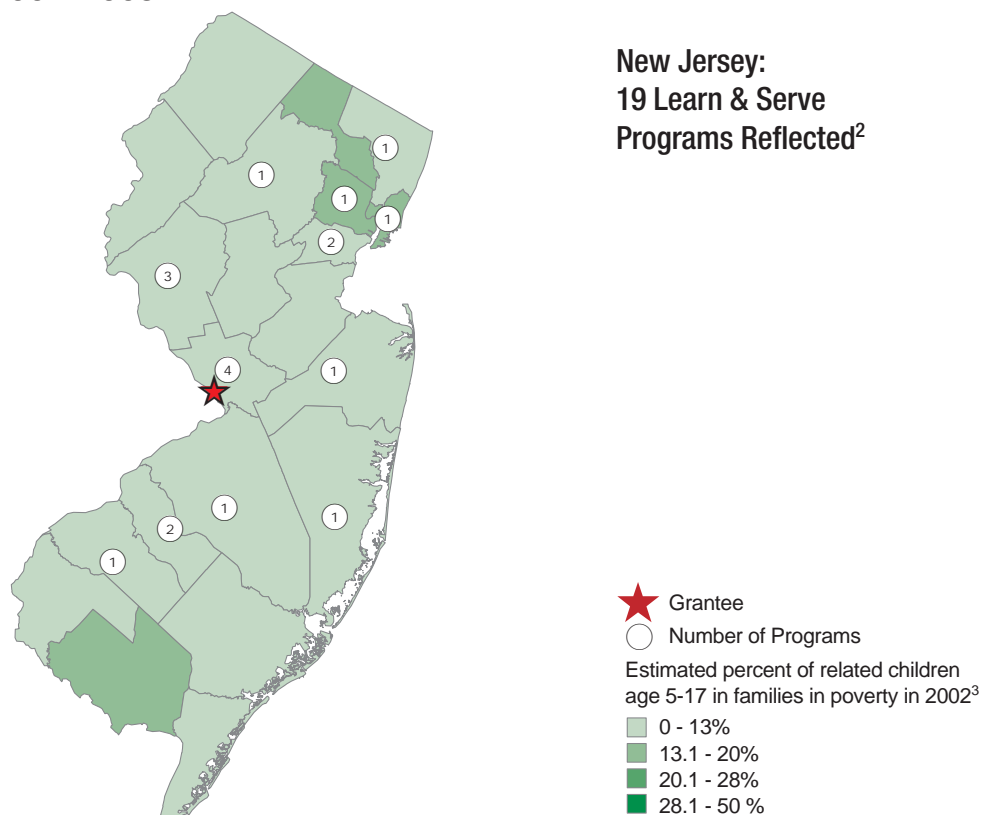 New Jersey:
19 Learn & Serve
Programs Reflected2
1
1
1
1
2
3
4
1
1
2
1
1
Grantee
Number of Programs
Estimated percent of related children
age 5-17 in families in poverty in 20023
0 - 13%
13.1 - 20%
20.1 - 28%
28.1 - 50 %